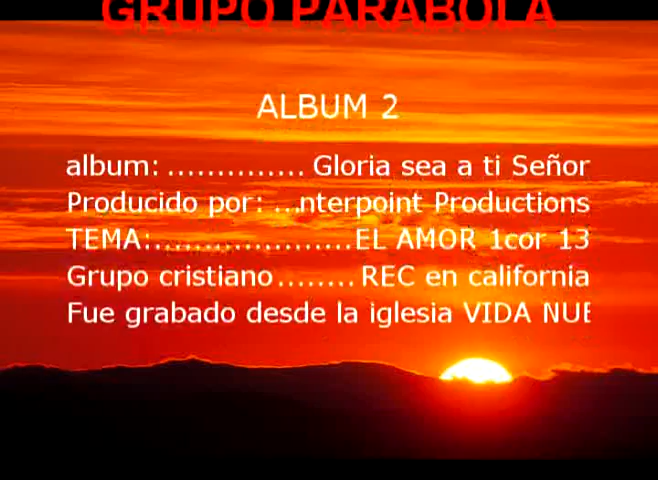 GRUPO PARABOLA
ALBUM 2
album: .............. Gloria sea a ti Señor
Producido por: ...nterpoint Productions
TEMA:...................EL AMOR 1cor 13
Grupo cristiano........ REC en california
Fue grabado desde la iglesia VIDA